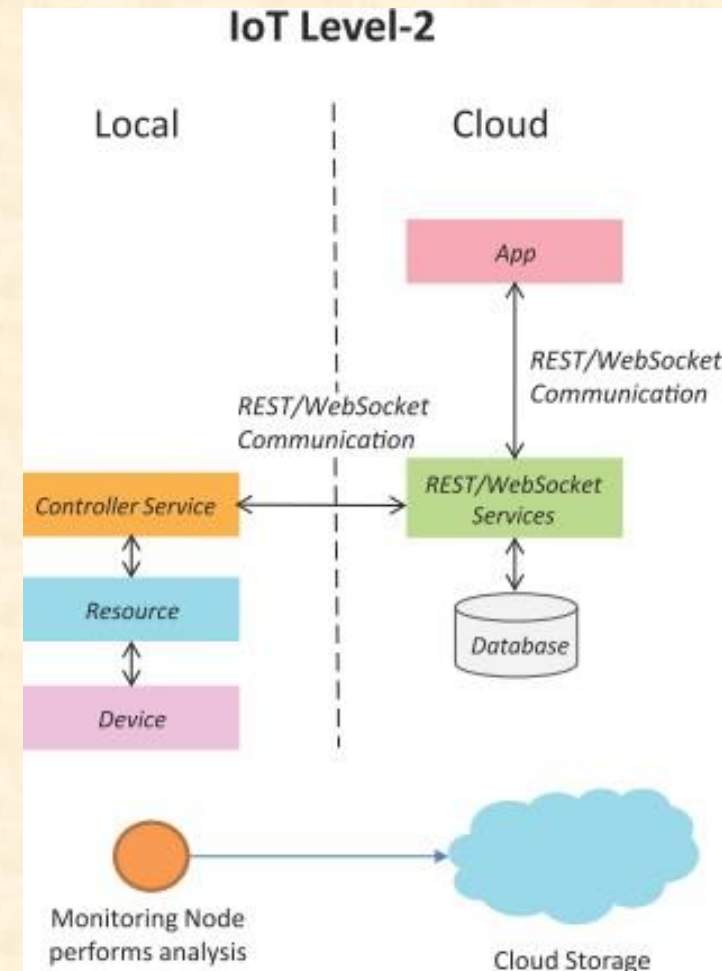 IoT Level-2
Local
Cloud
App
REST/WebSocket
Communication
REST/WebSocket
Communication
Controller Service
REST/WebSocket
Services
Resource
Database
Device
Monitoring Node
performs analysis
Cloud Storage